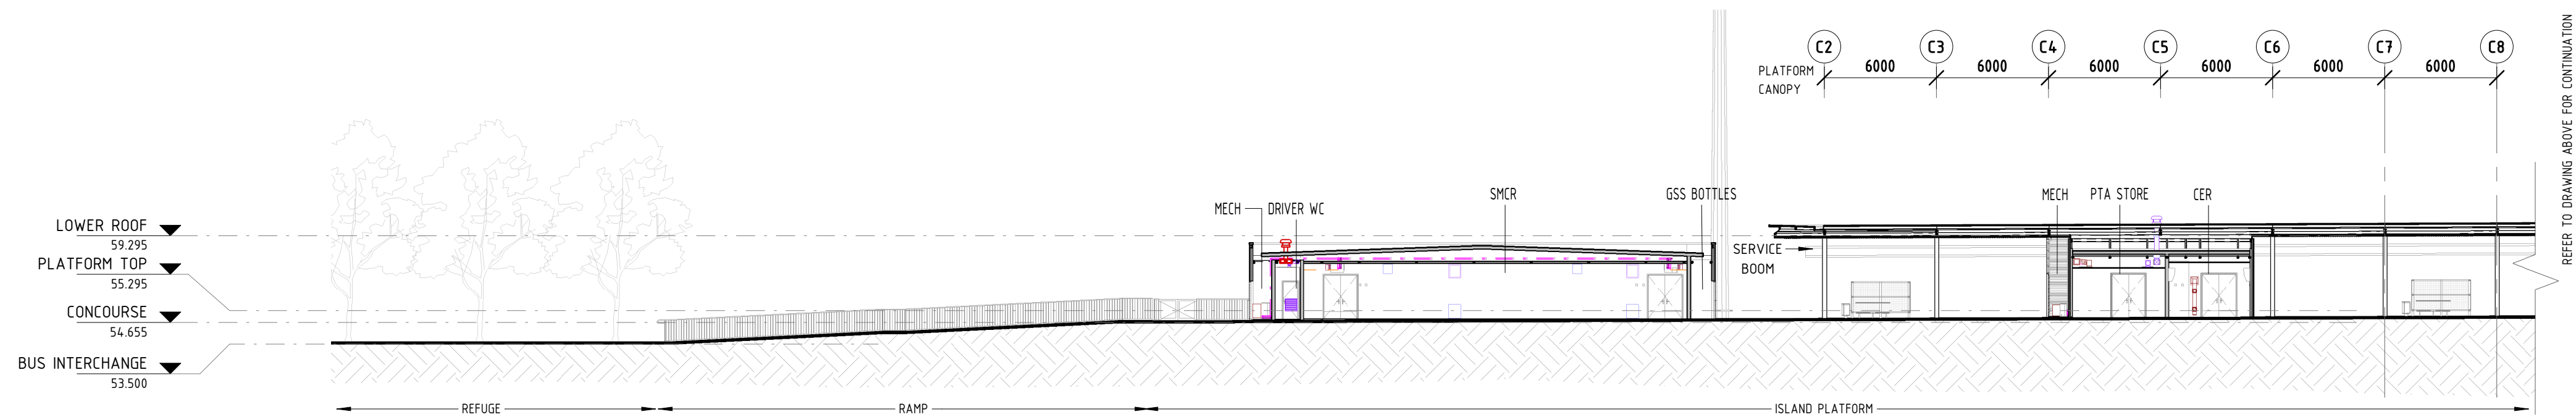 C2 C3 C4 C5 C6 C7 C8
PLATFORM 6000 6000 6000 6000 6000 6000
CANOPY
REFER TO DRAWING ABOVE FOR CONTINUATION
SMCR GSS BOTTLES MECH PTA STORE CER
MECH DRIVER WC
LOWER ROOF
59.295
SERVICE
BOOM
PLATFORM TOP
55.295
CONCOURSE
54.655
BUS INTERCHANGE
53.500
REFUGE RAMP ISLAND PLATFORM